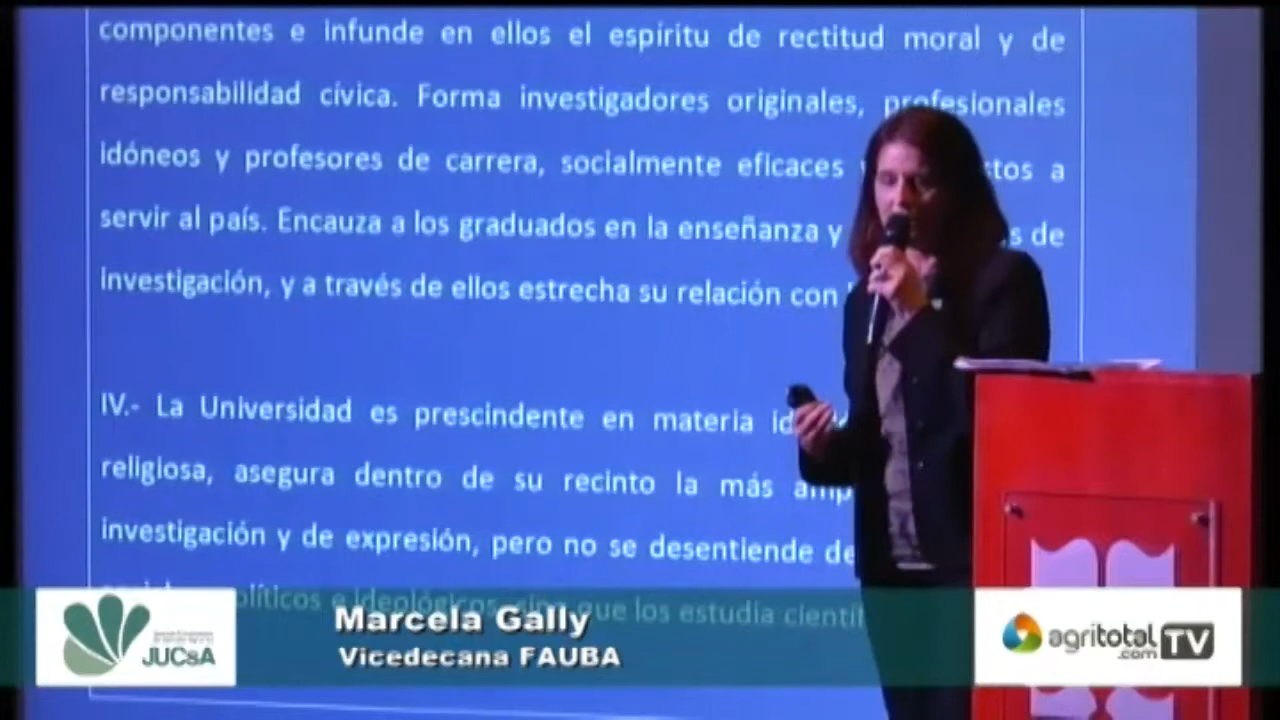 componentes e infunde en ellos el espíritu de rectitud moral y de
responsabilidad cívica. Forma investigadores originales, profesionales
idóneos y profesores de carrera, socialmente eficaces
a
servir al país. Encauza a los graduados en la enseñanza y
de
investigación, y a través de ellos estrecha su relación con
IV.- La Universidad es prescindente en materia
religiosa, asegura dentro de su recinto la más
investigación y de expresión, pero no se desentiende
que los estudia
Marcela Gally
Vicedecana FAUBA
JUCsA
agritotal
.com
TV